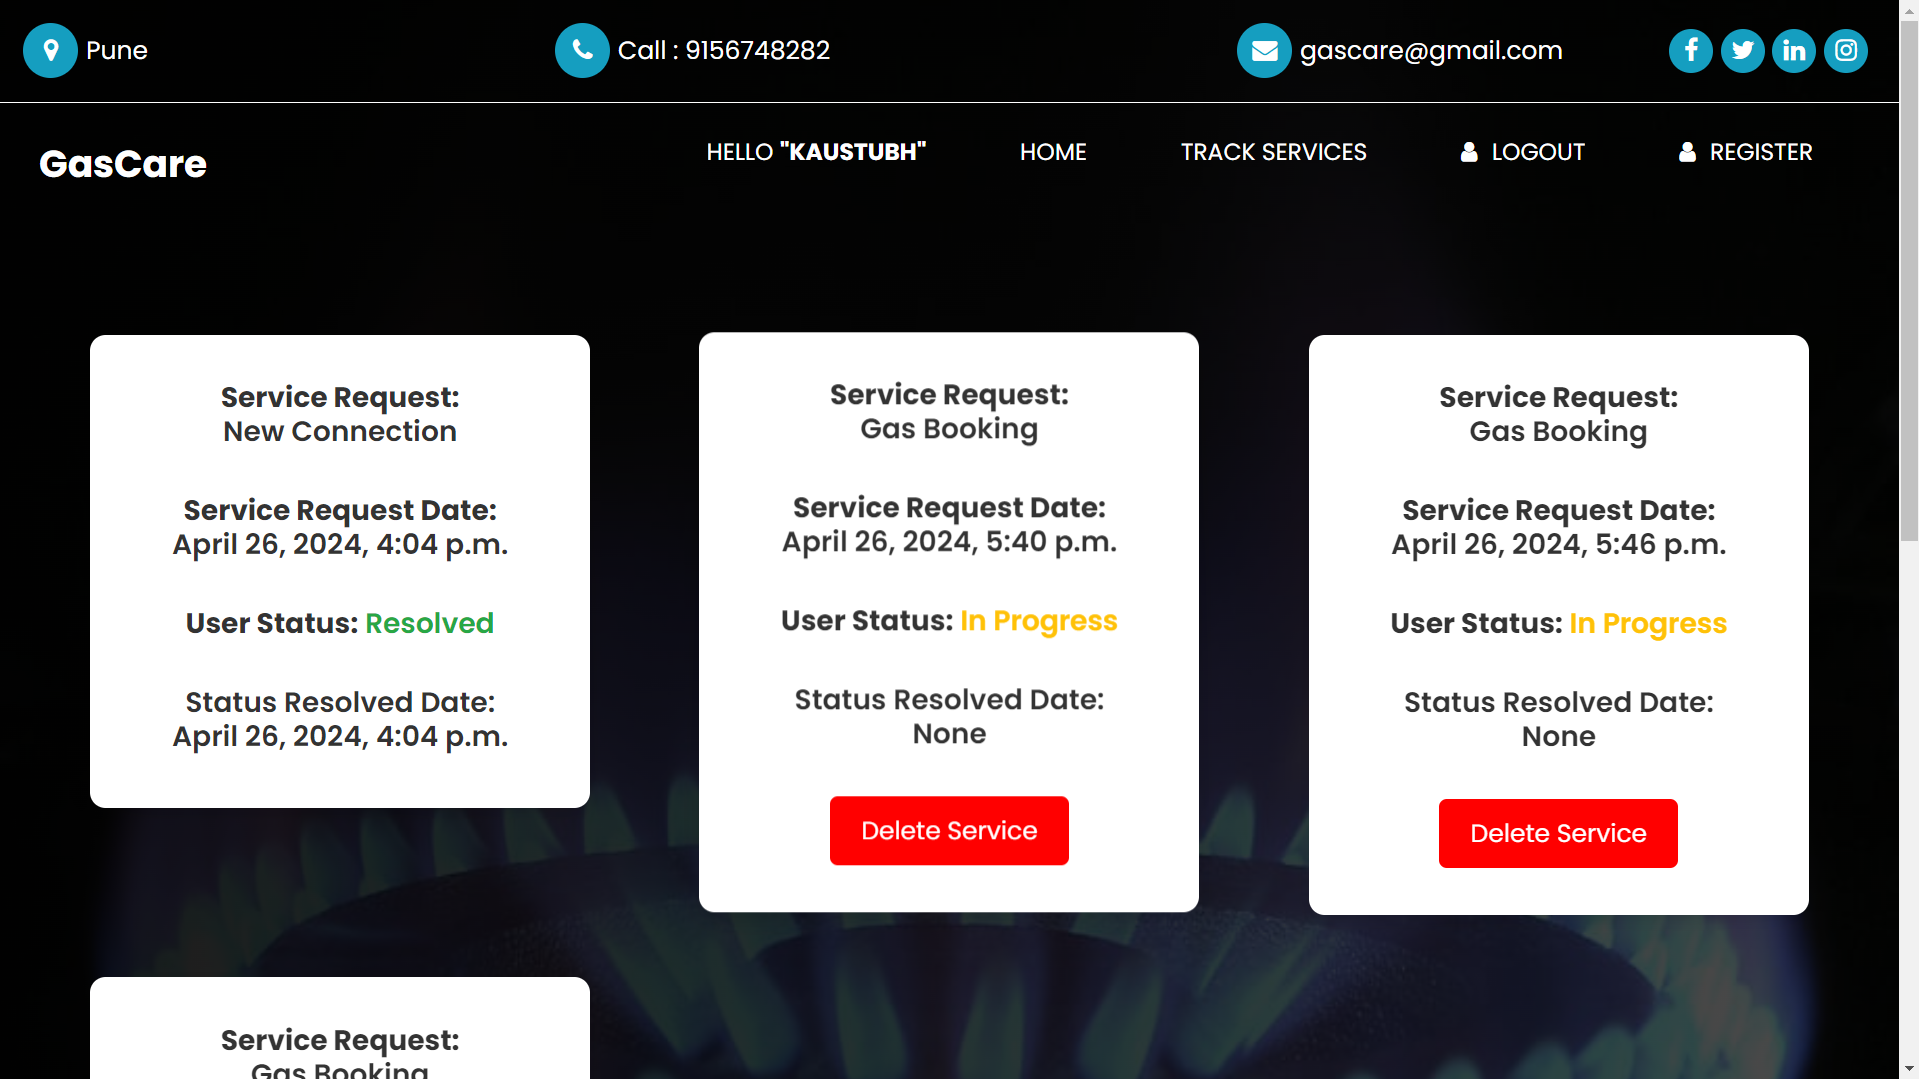 Pune
Call : 9156748282
gascare@gmail.com
GasCare
HELLO "KAUSTUBH"
HOME
TRACK SERVICES
LOGOUT
REGISTER
Service Request:
New Connection
Service Request Date:
April 26, 2024, 4:04 p.m.
User Status: Resolved
Status Resolved Date:
April 26, 2024, 4:04 p.m.
Service Request:
Gas Booking
Service Request Date:
April 26, 2024, 5:40 p.m.
User Status: In Progress
Status Resolved Date:
None
Delete Service
Service Request:
Gas Booking
Service Request Date:
April 26, 2024, 5:46 p.m.
User Status: In Progress
Status Resolved Date:
None
Delete Service
Service Request:
Gas Booking